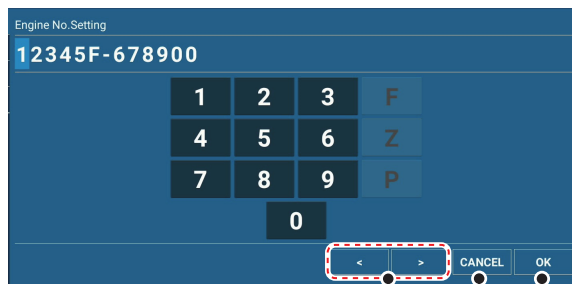 Engine No.Setting
12345F-678900
1 2 3 F
4 5 6 Z
7 8 9 P
0
< > CANCEL OK